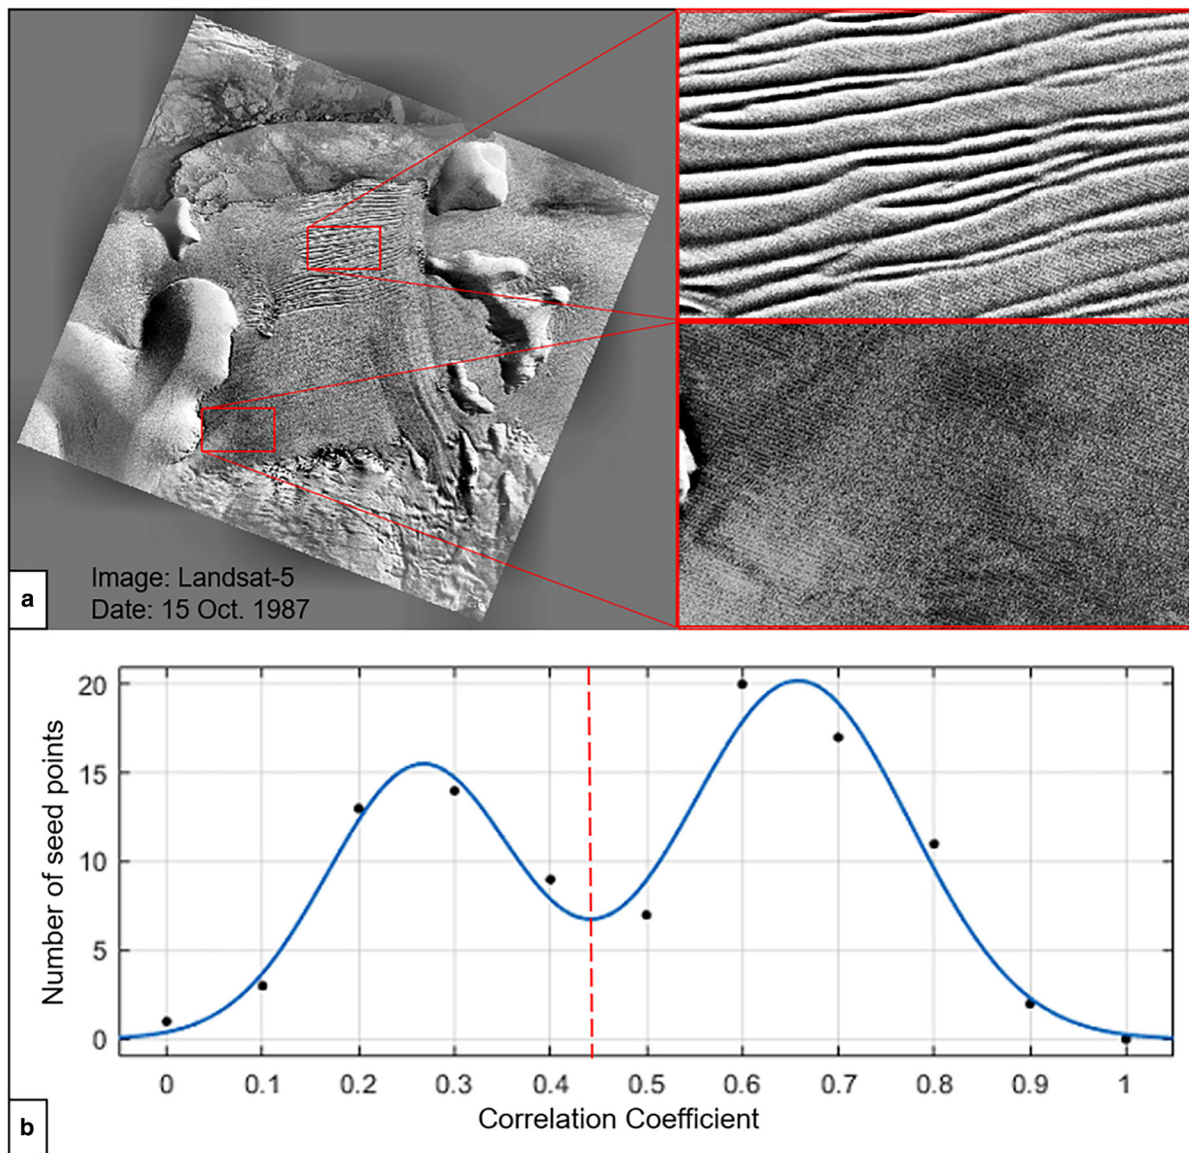 Image: Landsat-5
Date: 15 Oct. 1987
a
Number of seed points
20
15
10
5
0
0 0.1 0.2 0.3 0.4 0.5 0.6 0.7 0.8 0.9 1
Correlation Coefficient
b